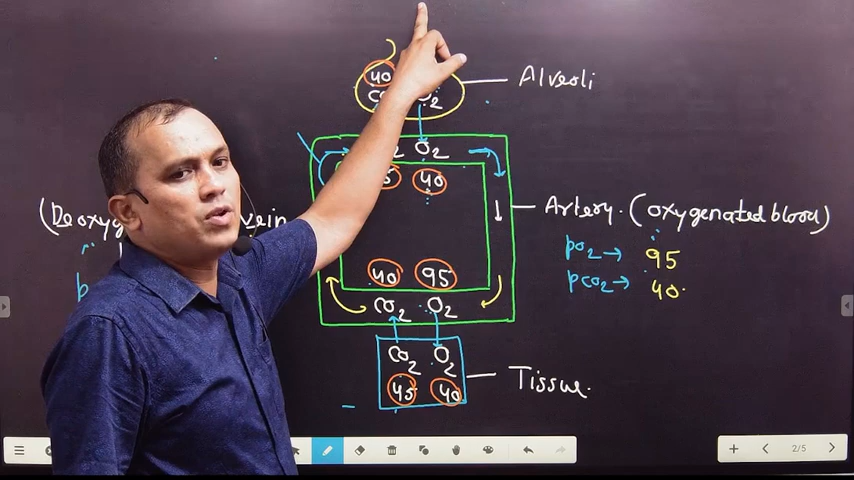 40
Alveoli
O2
O2
40
(Deoxyg vein
Artery. (oxygenated blood)
pO2 → 95
pCO2 → 40
40 95
CO2 O2
CO2 O2
45 40
Tissue.
2/5